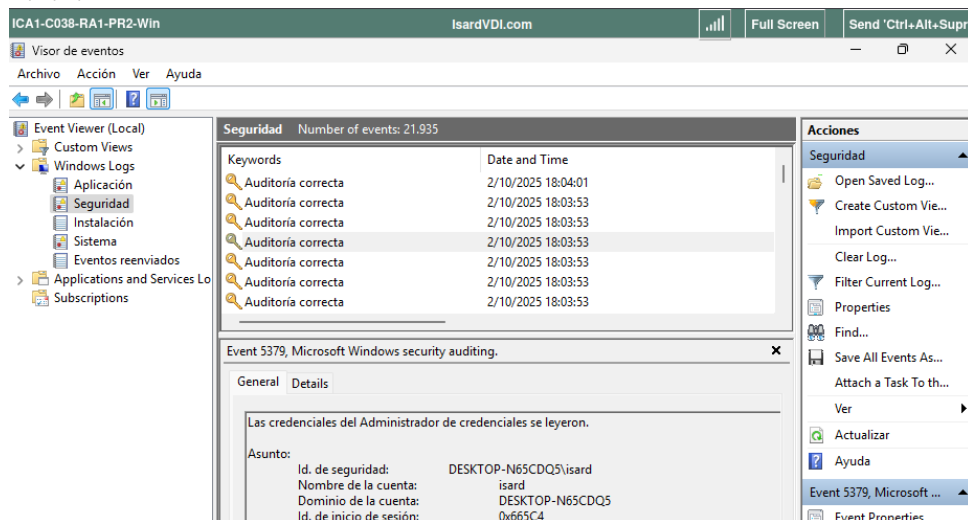 ICA1-C038-RA1-PR2-Win
IsardVDI.com
Full Screen
Send 'Ctrl+Alt+Supr
Visor de eventos
Archivo Acción Ver Ayuda
Event Viewer (Local)
Custom Views
Windows Logs
Aplicación
Seguridad
Instalación
Sistema
Eventos reenviados
Applications and Services Lo
Subscriptions
Seguridad Number of events: 21.935
Keywords Date and Time
Auditoría correcta 2/10/2025 18:04:01
Auditoría correcta 2/10/2025 18:03:53
Auditoría correcta 2/10/2025 18:03:53
Auditoría correcta 2/10/2025 18:03:53
Auditoría correcta 2/10/2025 18:03:53
Auditoría correcta 2/10/2025 18:03:53
Auditoría correcta 2/10/2025 18:03:53
Event 5379, Microsoft Windows security auditing.
General Details
Las credenciales del Administrador de credenciales se leyeron.
Asunto:
Id. de seguridad: DESKTOP-N65CDQ5\isard
Nombre de la cuenta: isard
Dominio de la cuenta: DESKTOP-N65CDQ5
Id. de inicio de sesión: 0x665C4
Acciones
Seguridad
Open Saved Log...
Create Custom Vie...
Import Custom Vie...
Clear Log...
Filter Current Log...
Properties
Find...
Save All Events As...
Attach a Task To th...
Ver
Actualizar
Ayuda
Event 5379, Microsoft ...
Event Properties